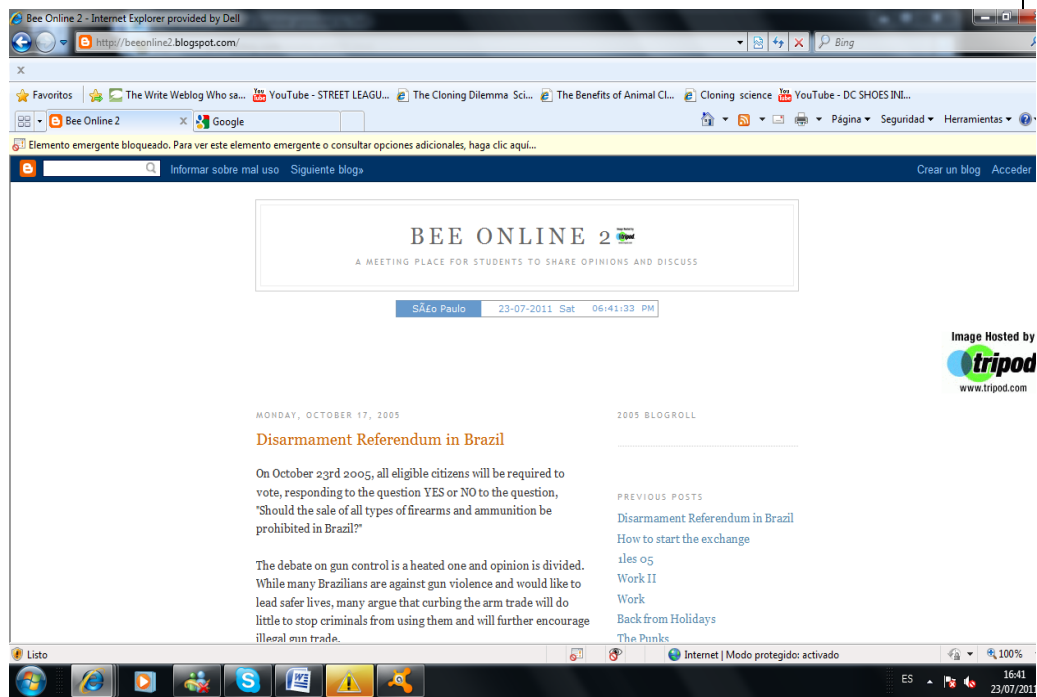 Bee Online 2 - Internet Explorer provided by Dell
http://beeonline2.blogspot.com/
Bing
x
Favoritos
The Write Weblog Who sa...
YouTube - STREET LEAGU...
The Cloning Dilemma Sci...
The Benefits of Animal Cl...
Cloning science
YouTube - DC SHOES INI...
Bee Online 2
x
Google
Página
Seguridad
Herramientas
Elemento emergente bloqueado. Para ver este elemento emergente o consultar opciones adicionales, haga clic aquí...
Informar sobre mal uso
Siguiente blog»
Crear un blog
Acceder
BEE ONLINE 2
A MEETING PLACE FOR STUDENTS TO SHARE OPINIONS AND DISCUSS
SÃ£o Paulo
23-07-2011 Sat 06:41:33 PM
Image Hosted by
tripod
www.tripod.com
MONDAY, OCTOBER 17, 2005
Disarmament Referendum in Brazil
On October 23rd 2005, all eligible citizens will be required to
vote, responding to the question YES or NO to the question,
"Should the sale of all types of firearms and ammunition be
prohibited in Brazil?"
The debate on gun control is a heated one and opinion is divided.
While many Brazilians are against gun violence and would like to
lead safer lives, many argue that curbing the arm trade will do
little to stop criminals from using them and will further encourage
illegal gun trade.
2005 BLOGROLL
PREVIOUS POSTS
Disarmament Referendum in Brazil
How to start the exchange
1les 05
Work II
Work
Back from Holidays
The Punks
Listo
Internet | Modo protegido: activado
100%
ES
16:41
23/07/2011